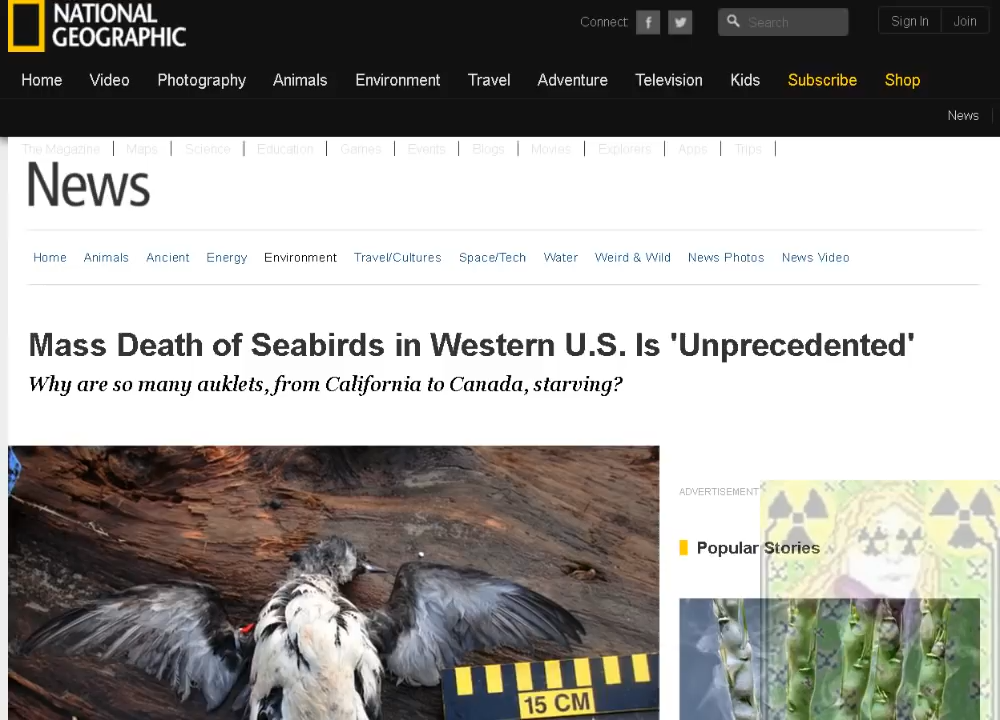 NATIONAL
GEOGRAPHIC
Connect: Search Sign In Join
Home Video Photography Animals Environment Travel Adventure Television Kids Subscribe Shop
News
The Magazine Maps Science Education Games Events Blogs Movies Explorers Apps Trips
News
Home Animals Ancient Energy Environment Travel/Cultures Space/Tech Water Weird & Wild News Photos News Video
Mass Death of Seabirds in Western U.S. Is 'Unprecedented'
Why are so many auklets, from California to Canada, starving?
ADVERTISEMENT
Popular Stories
15 CM